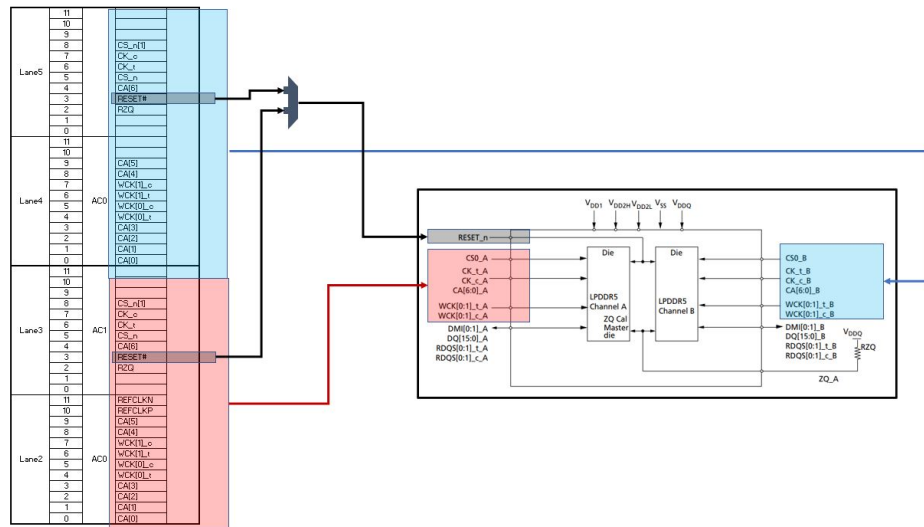 Lane5
11
10
9
8 CS_n[1]
7 CK_c
6 CK_t
5 CS_n
4 CA[6]
3 RESET#
2 RZQ
1
0
Lane4 AC0
11
10
9 CA[5]
8 CA[4]
7 WCK[1]_c
6 WCK[1]_t
5 WCK[0]_c
4 WCK[0]_t
3 CA[3]
2 CA[2]
1 CA[1]
0 CA[0]
Lane3 AC1
11
10
9
8 CS_n[1]
7 CK_c
6 CK_t
5 CS_n
4 CA[6]
3 RESET#
2 RZQ
1
0
Lane2 AC0
11 REFCLKN
10 REFCLKP
9 CA[5]
8 CA[4]
7 WCK[1]_c
6 WCK[1]_t
5 WCK[0]_c
4 WCK[0]_t
3 CA[3]
2 CA[2]
1 CA[1]
0 CA[0]
VDD1 VDD2H VDD2L VSS VDDQ
RESET_n
CS0_A
CK_t_A
CK_c_A
CA[6:0]_A
WCK[0:1]_t_A
WCK[0:1]_c_A
DMI[0:1]_A
DQ[15:0]_A
RDQS[0:1]_t_A
RDQS[0:1]_c_A
Die
LPDDR5
Channel A
ZQ Cal
Master
die
Die
LPDDR5
Channel B
CS0_B
CK_t_B
CK_c_B
CA[6:0]_B
WCK[0:1]_t_B
WCK[0:1]_c_B
DMI[0:1]_B
DQ[15:0]_B
RDQS[0:1]_t_B
RDQS[0:1]_c_B
VDDQ
RZQ
ZQ_A